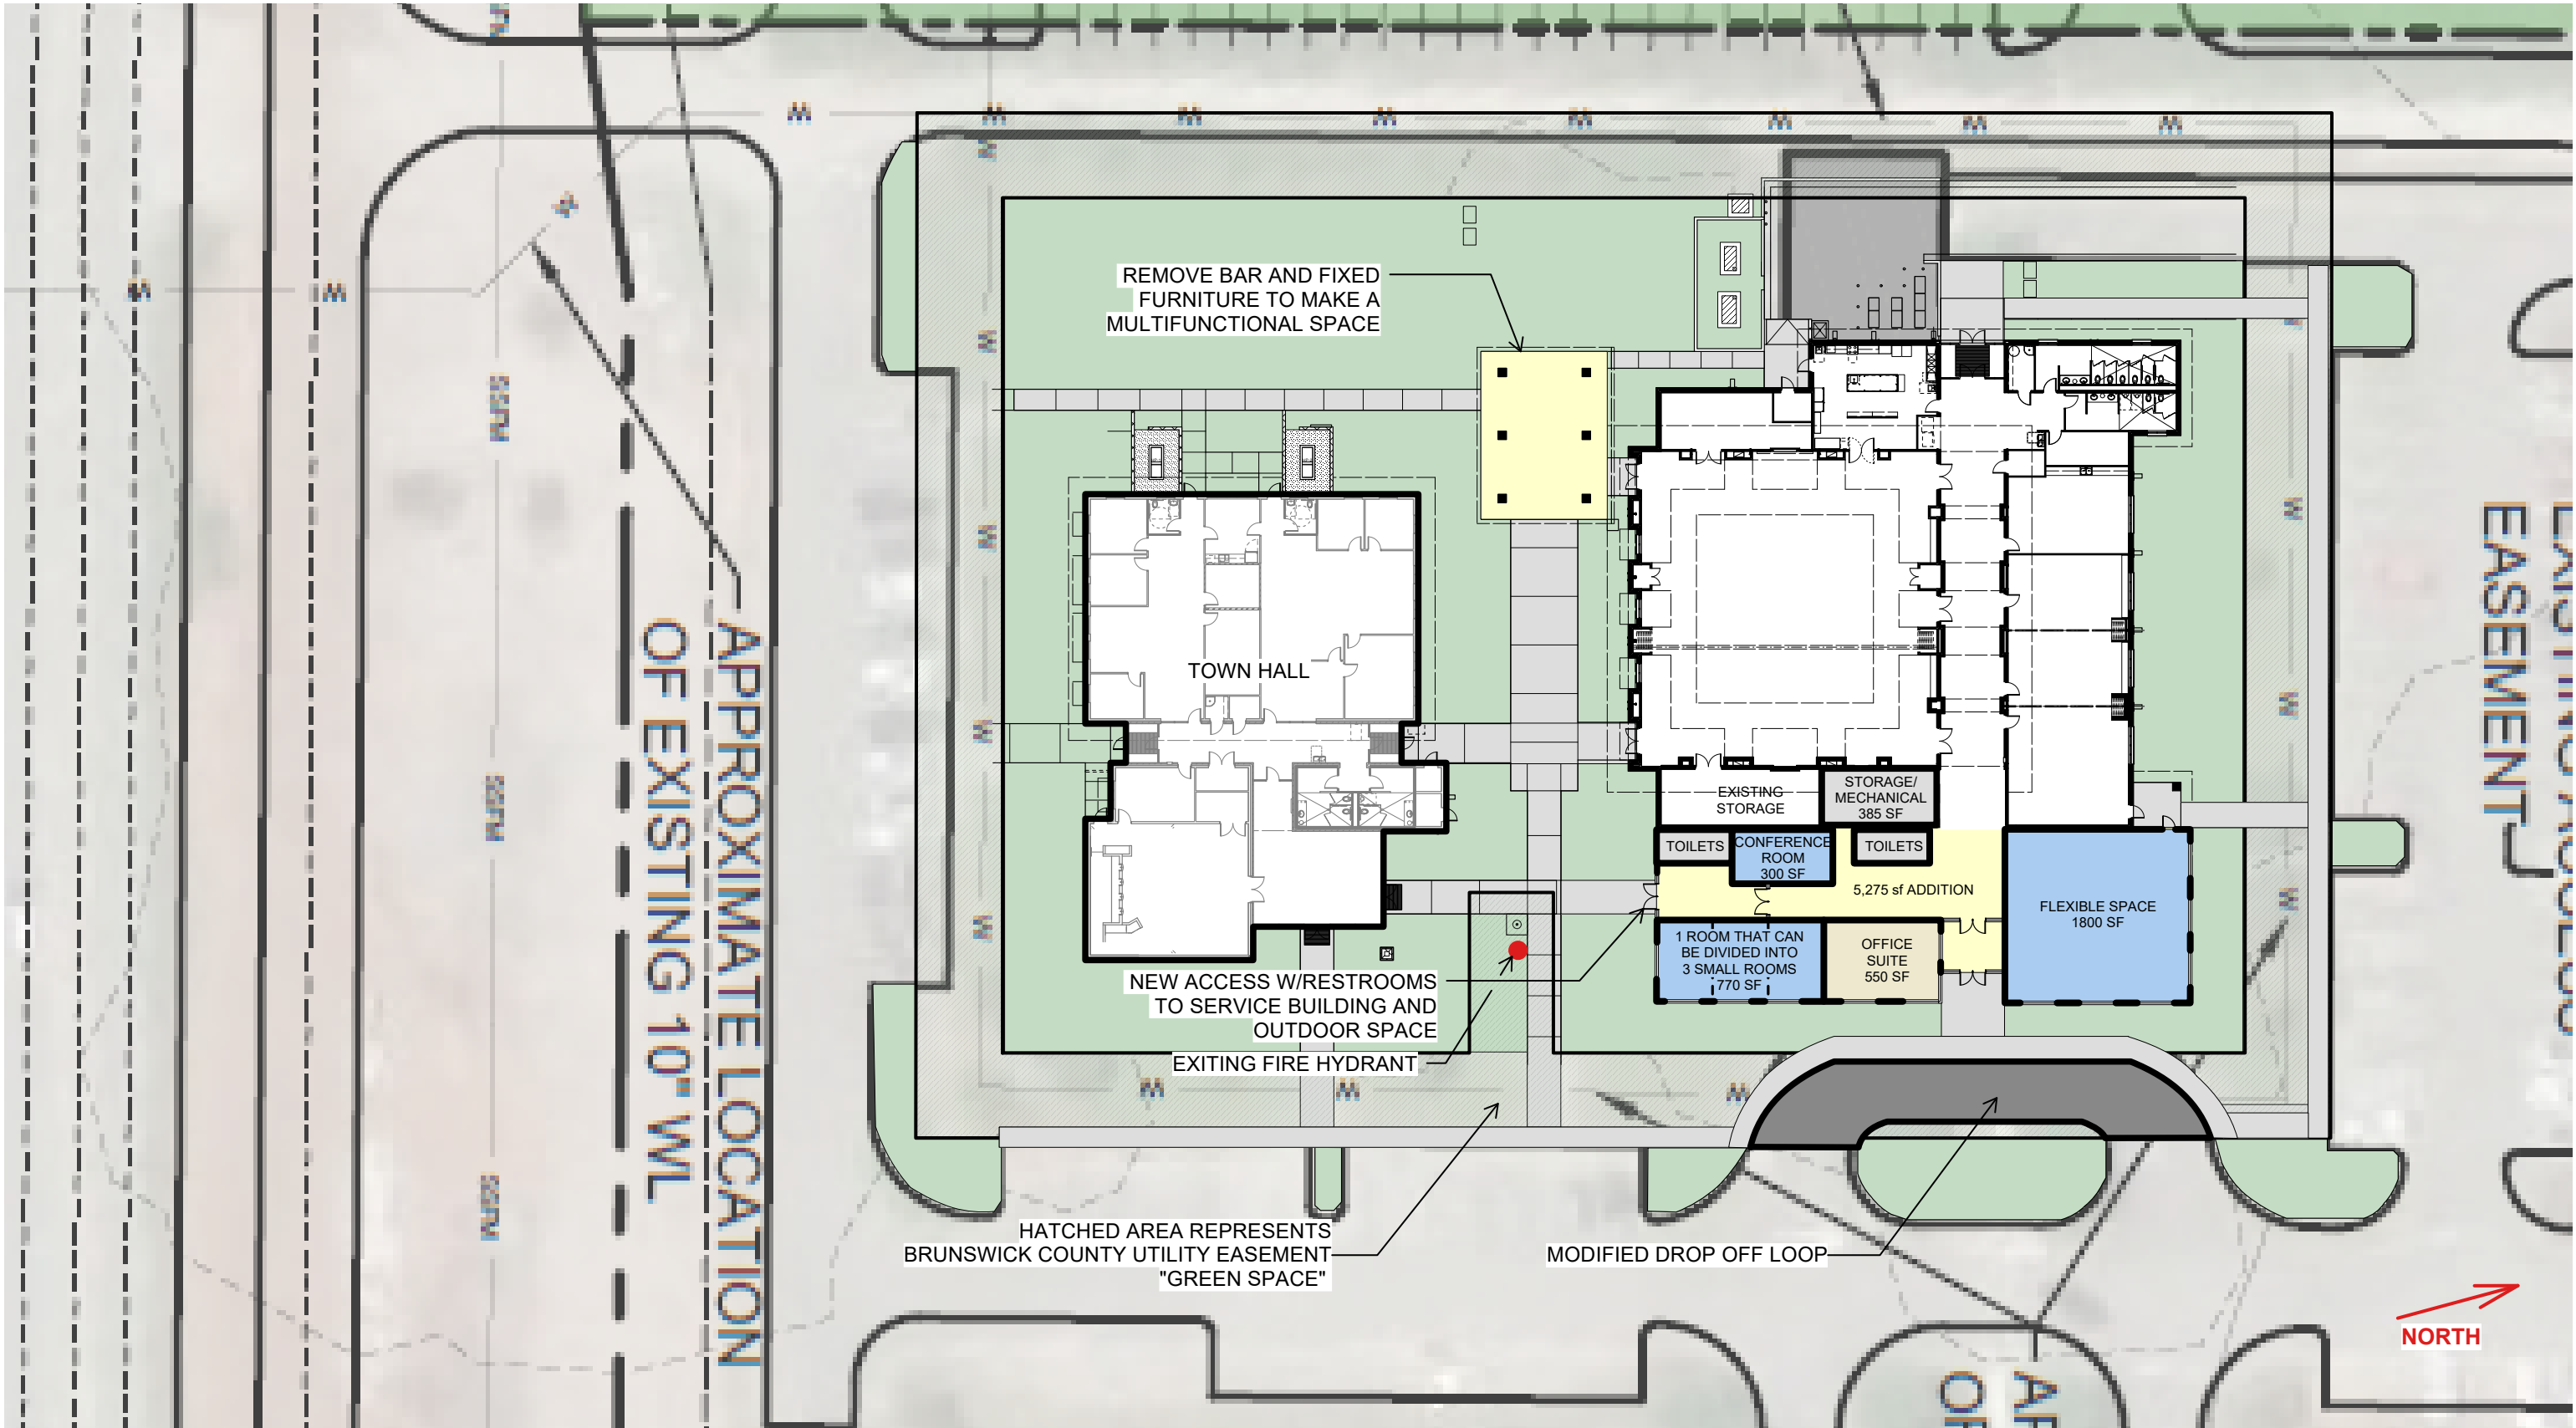 REMOVE BAR AND FIXED
FURNITURE TO MAKE A
MULTIFUNCTIONAL SPACE
TOWN HALL
EXISTING
STORAGE
STORAGE/
MECHANICAL
385 SF
TOILETS
CONFERENCE
ROOM
300 SF
TOILETS
5,275 sf ADDITION
FLEXIBLE SPACE
1800 SF
1 ROOM THAT CAN
BE DIVIDED INTO
3 SMALL ROOMS
770 SF
OFFICE
SUITE
550 SF
NEW ACCESS W/RESTROOMS
TO SERVICE BUILDING AND
OUTDOOR SPACE
EXITING FIRE HYDRANT
HATCHED AREA REPRESENTS
BRUNSWICK COUNTY UTILITY EASEMENT
"GREEN SPACE"
MODIFIED DROP OFF LOOP
NORTH
APPROXIMATE LOCATION
OF EXISTING 10" WL
EASEMENT